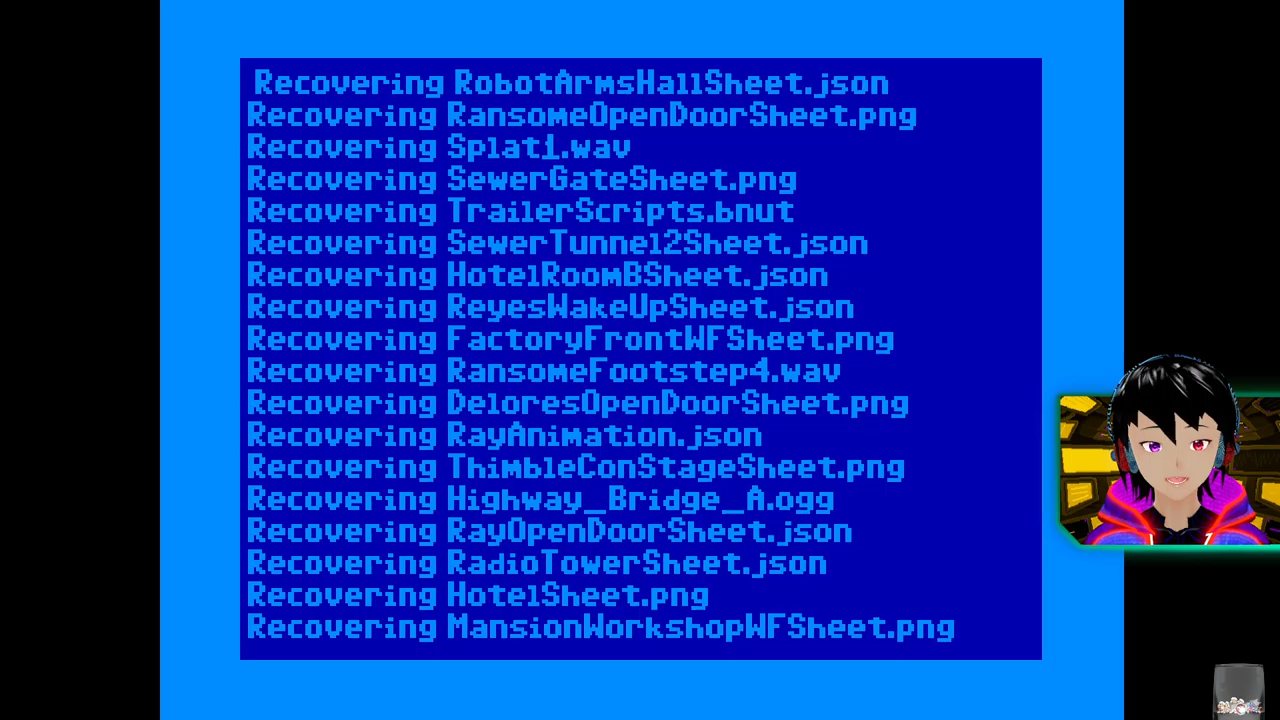 Recovering RobotArmsHallSheet.json
Recovering RansomeOpenDoorSheet.png
Recovering Splat1.wav
Recovering SewerGateSheet.png
Recovering TrailerScripts.bnut
Recovering SewerTunnel2Sheet.json
Recovering HotelRoomBSheet.json
Recovering ReyesWakeUpSheet.json
Recovering FactoryFrontWFSheet.png
Recovering RansomeFootstep4.wav
Recovering DeloresOpenDoorSheet.png
Recovering RayAnimation.json
Recovering ThimbleConStageSheet.png
Recovering Highway_Bridge_A.ogg
Recovering RayOpenDoorSheet.json
Recovering RadioTowerSheet.json
Recovering HotelSheet.png
Recovering MansionWorkshopWFSheet.png